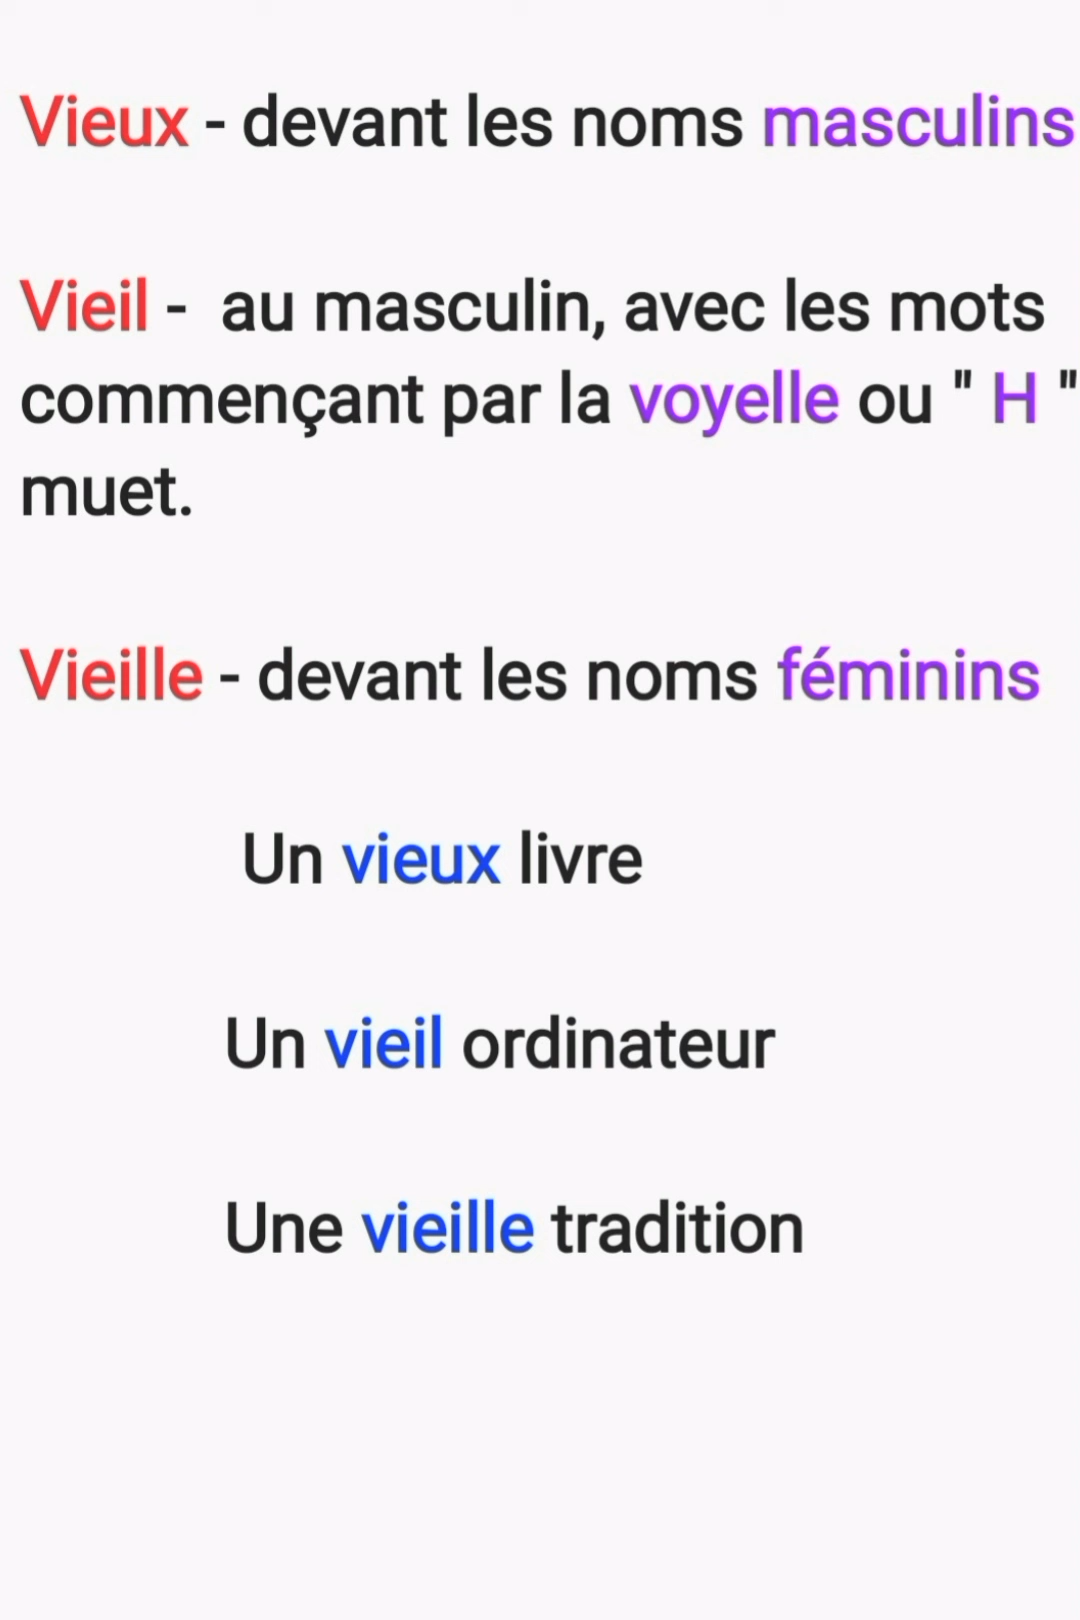 Vieux - devant les noms masculins
Vieil -  au masculin, avec les mots
commençant par la voyelle ou " H "
muet.
Vieille - devant les noms féminins
Un vieux livre
Un vieil ordinateur
Une vieille tradition